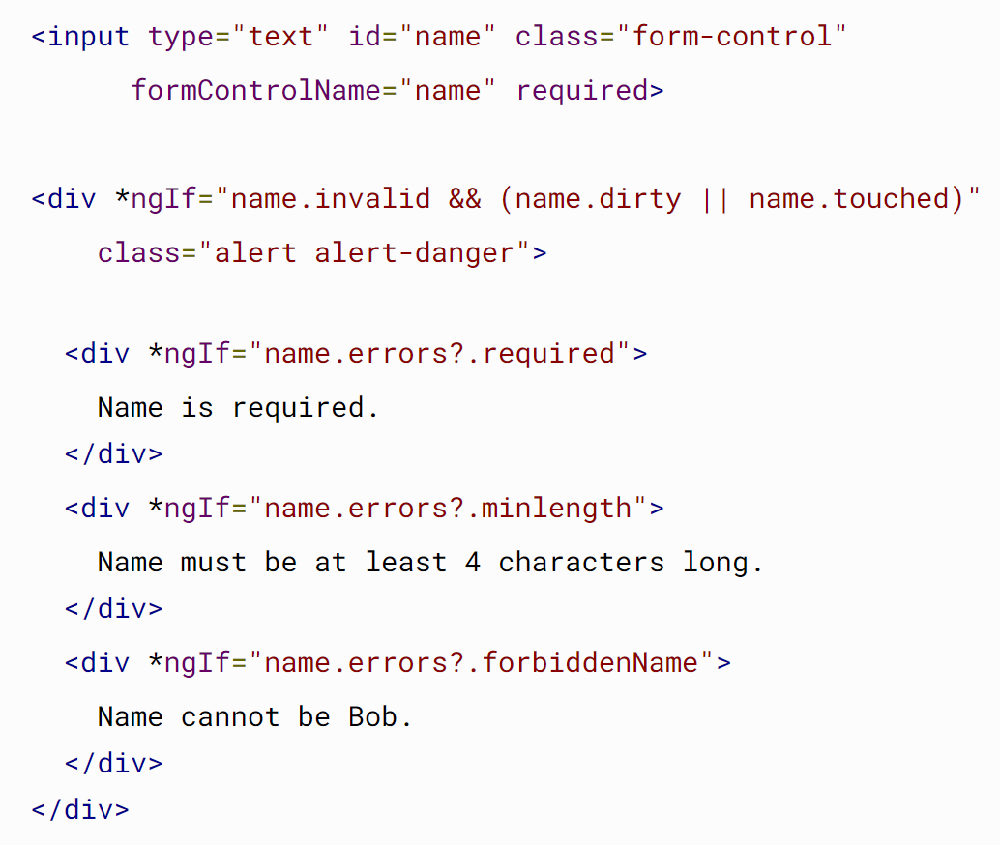 <input type="text" id="name" class="form-control"
      formControlName="name" required>

<div *ngIf="name.invalid && (name.dirty || name.touched)"
    class="alert alert-danger">

  <div *ngIf="name.errors?.required">
    Name is required.
  </div>
  <div *ngIf="name.errors?.minlength">
    Name must be at least 4 characters long.
  </div>
  <div *ngIf="name.errors?.forbiddenName">
    Name cannot be Bob.
  </div>
</div>